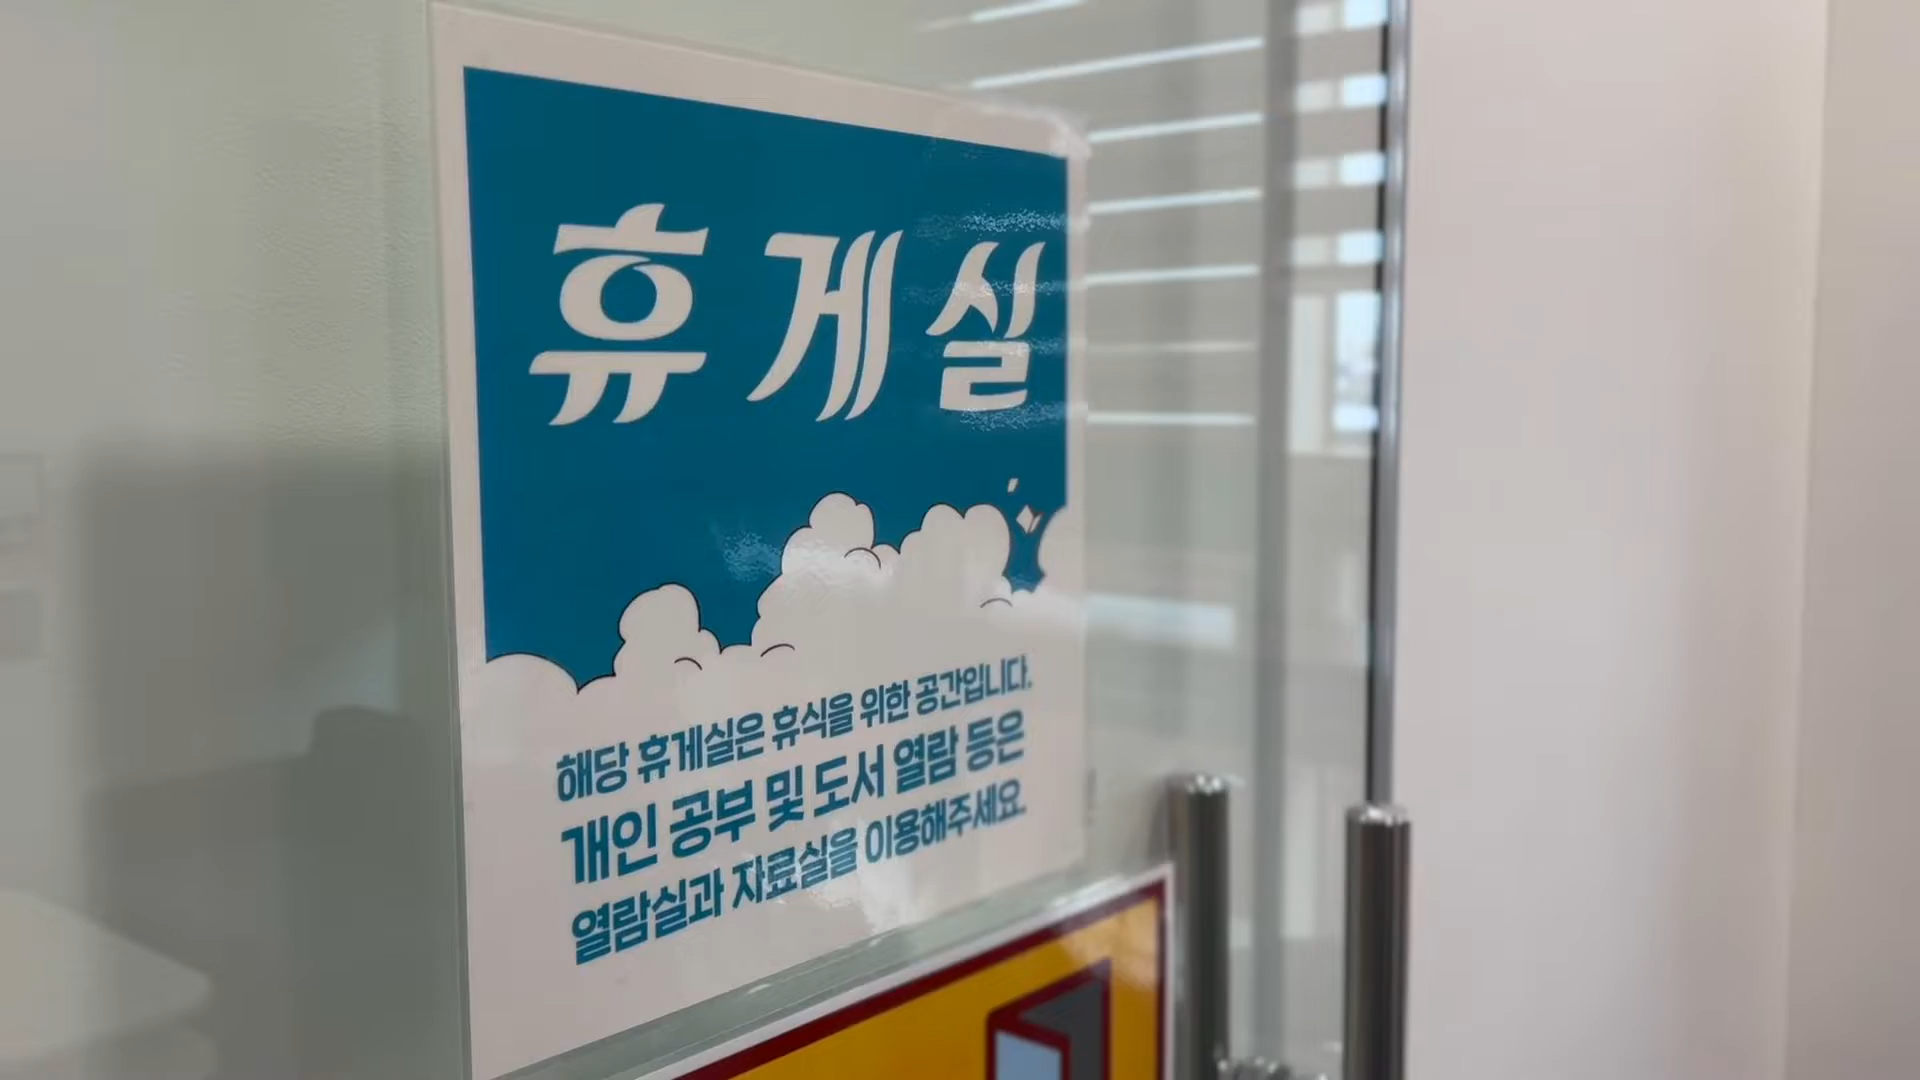 휴게실
해당 휴게실은 휴식을 위한 공간입니다.
개인 공부 및 도서 열람 등은
열람실과 자료실을 이용해주세요.